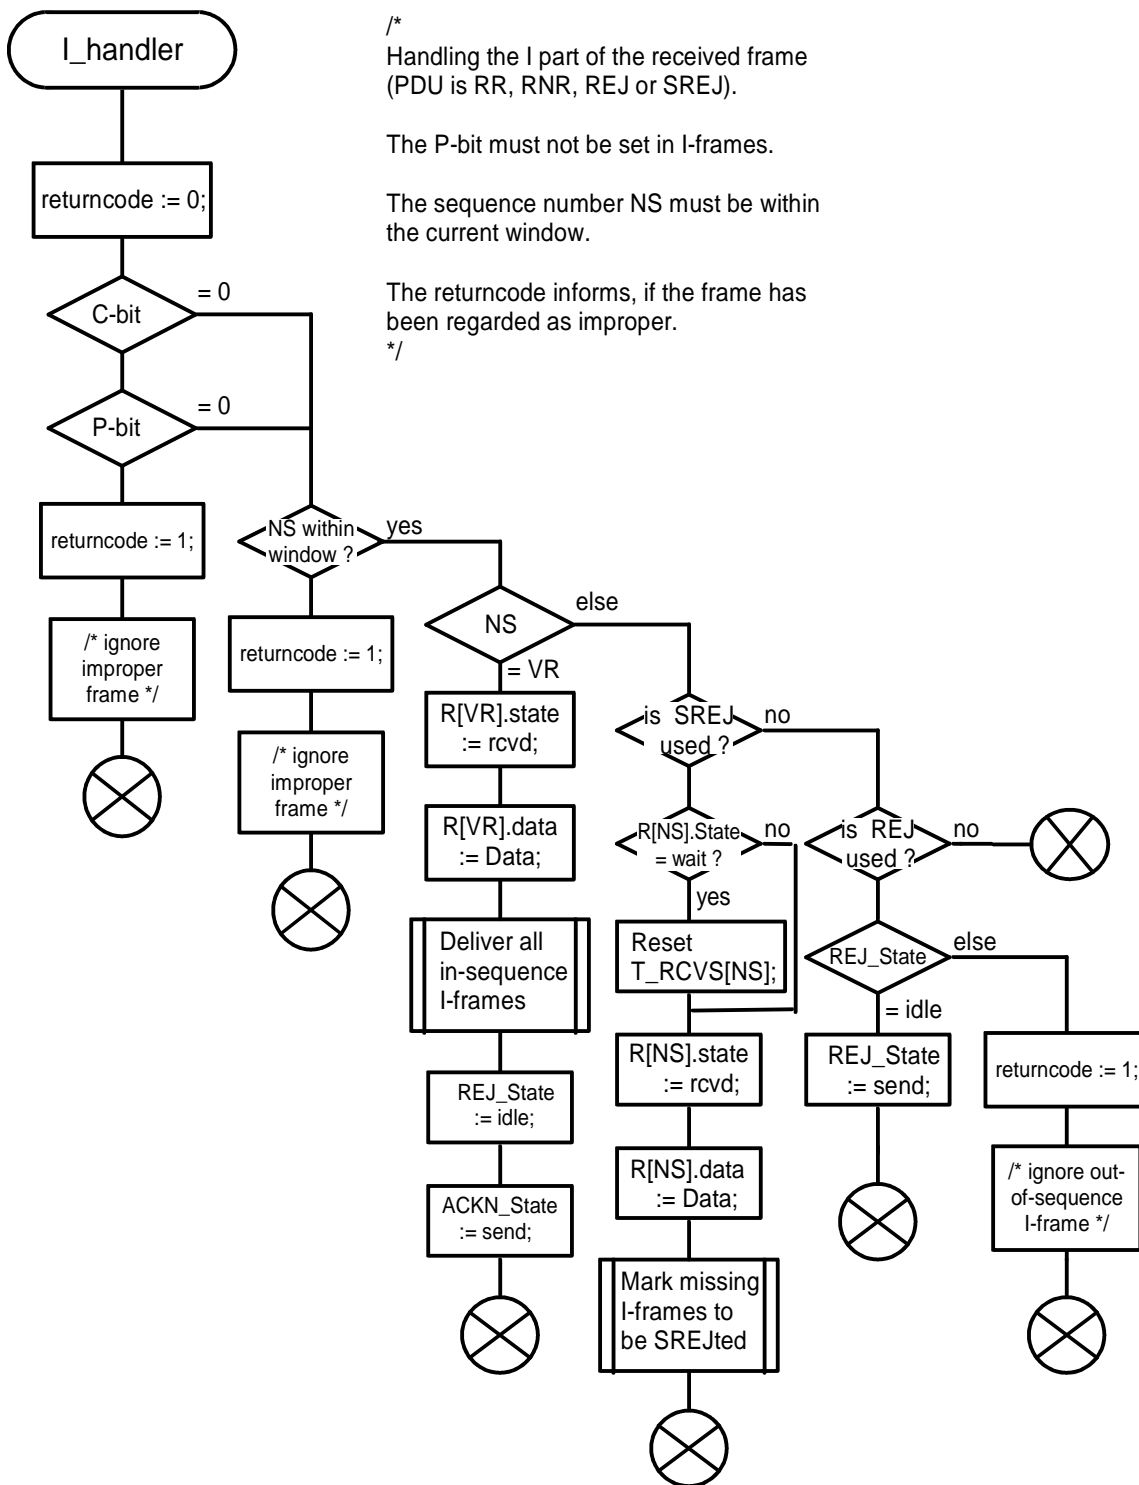 I_handler
/*
Handling the I part of the received frame
(PDU is RR, RNR, REJ or SREJ).
The P-bit must not be set in I-frames.
The sequence number NS must be within
the current window.
The returncode informs, if the frame has
been regarded as improper.
*/
returncode := 0;
C-bit
= 0
P-bit
= 0
returncode := 1;
/* ignore
improper
frame */
NS within
window ?
yes
returncode := 1;
/* ignore
improper
frame */
NS
else
= VR
R[VR].state
:= rcvd;
R[VR].data
:= Data;
Deliver all
in-sequence
I-frames
REJ_State
:= idle;
ACKN_State
:= send;
is SREJ
used ?
no
R[NS].State
= wait ?
no
yes
Reset
T_RCVS[NS];
R[NS].state
:= rcvd;
R[NS].data
:= Data;
Mark missing
I-frames to
be SREJted
is REJ
used ?
no
REJ_State
else
= idle
REJ_State
:= send;
returncode := 1;
/* ignore out-
of-sequence
I-frame */